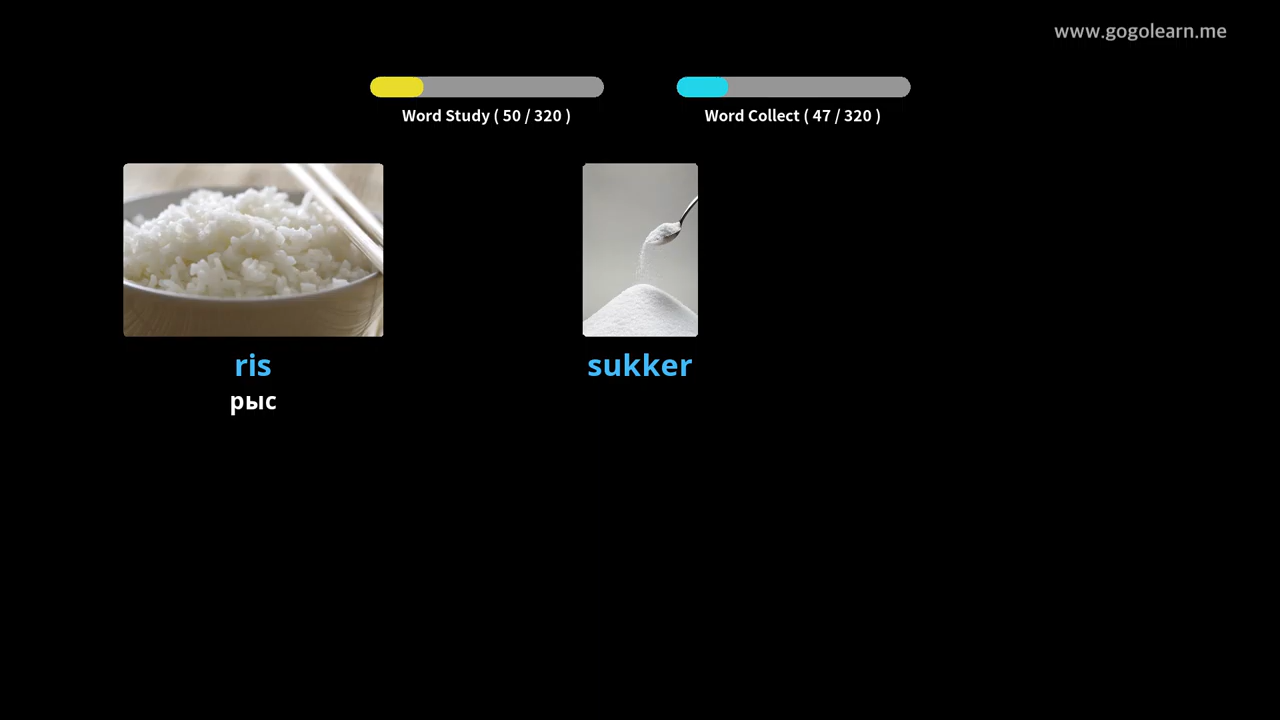 www.gogolearn.me
Word Study ( 50 / 320 )
Word Collect ( 47 / 320 )
ris
рыс
sukker